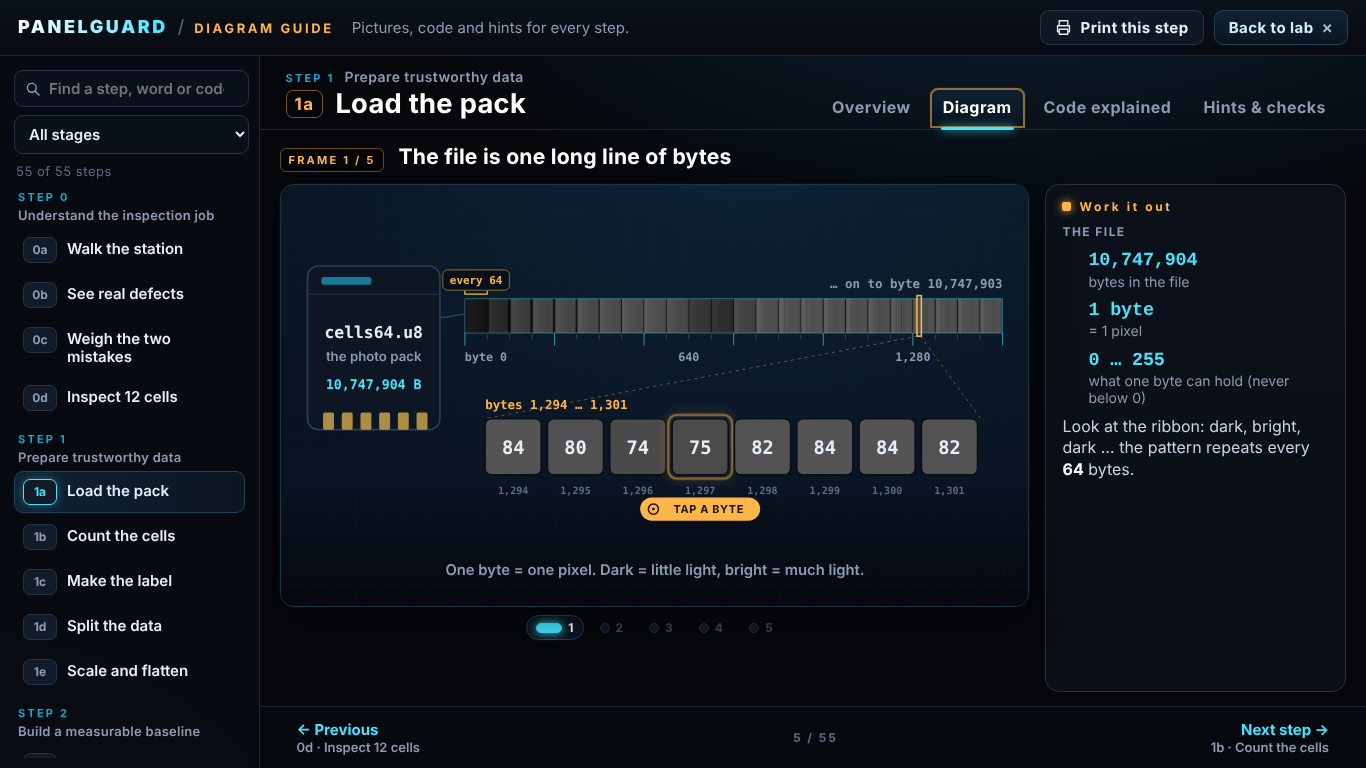 PANELGUARD / DIAGRAM GUIDE Pictures, code and hints for every step.
Print this step
Back to lab ×
Find a step, word or cod
All stages
55 of 55 steps
STEP 0
Understand the inspection job
0a Walk the station
0b See real defects
0c Weigh the two
mistakes
0d Inspect 12 cells
STEP 1
Prepare trustworthy data
1a Load the pack
1b Count the cells
1c Make the label
1d Split the data
1e Scale and flatten
STEP 2
Build a measurable baseline
STEP 1 Prepare trustworthy data
1a Load the pack
Overview Diagram Code explained Hints & checks
FRAME 1 / 5 The file is one long line of bytes
every 64
… on to byte 10,747,903
cells64.u8
the photo pack
10,747,904 B
byte 0 640 1,280
bytes 1,294 … 1,301
84 80 74 75 82 84 84 82
1,294 1,295 1,296 1,297 1,298 1,299 1,300 1,301
TAP A BYTE
One byte = one pixel. Dark = little light, bright = much light.
1 2 3 4 5
Work it out
THE FILE
10,747,904
bytes in the file
1 byte
= 1 pixel
0 … 255
what one byte can hold (never
below 0)
Look at the ribbon: dark, bright,
dark … the pattern repeats every
64 bytes.
← Previous
0d · Inspect 12 cells
5 / 55
Next step →
1b · Count the cells